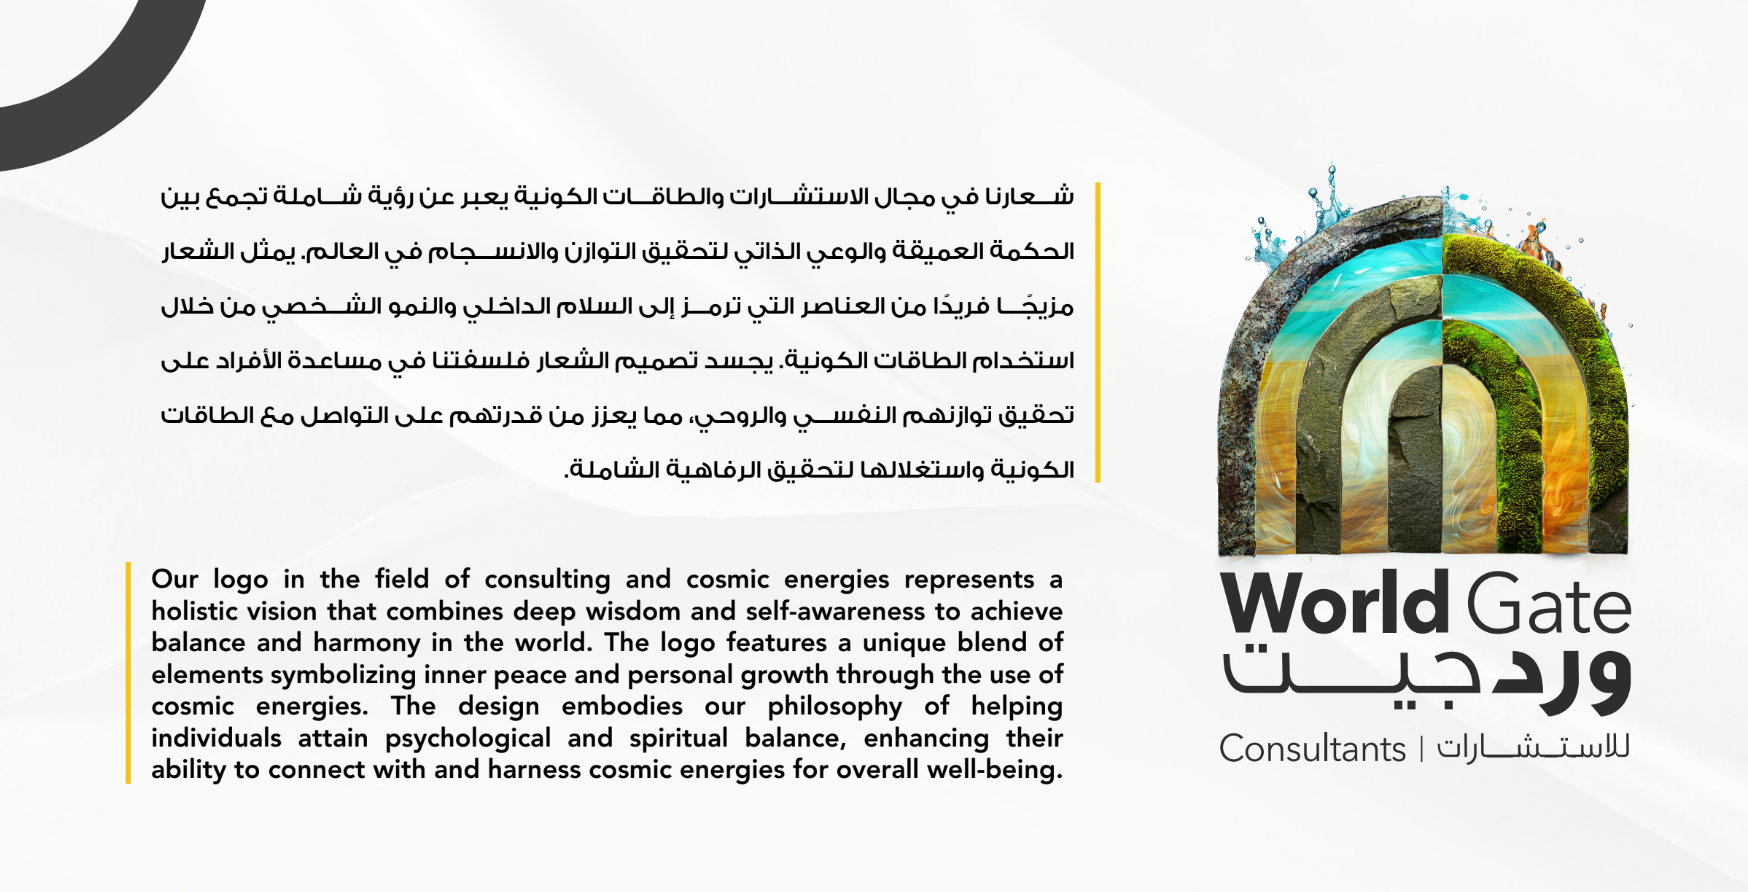 شعارنا في مجال الاستشارات والطاقات الكونية يعبر عن رؤية شاملة تجمع بين
الحكمة العميقة والوعي الذاتي لتحقيق التوازن والانسجام في العالم. يمثل الشعار
مزيجًا فريدًا من العناصر التي ترمز إلى السلام الداخلي والنمو الشخصي من خلال
استخدام الطاقات الكونية. يجسد تصميم الشعار فلسفتنا في مساعدة الأفراد على
تحقيق توازنهم النفسي والروحي، مما يعزز من قدرتهم على التواصل مع الطاقات
الكونية واستغلالها لتحقيق الرفاهية الشاملة.
Our logo in the field of consulting and cosmic energies represents a
holistic vision that combines deep wisdom and self-awareness to achieve
balance and harmony in the world. The logo features a unique blend of
elements symbolizing inner peace and personal growth through the use of
cosmic energies. The design embodies our philosophy of helping
individuals attain psychological and spiritual balance, enhancing their
ability to connect with and harness cosmic energies for overall well-being.
World Gate
ورد جيت
Consultants | للاستشارات